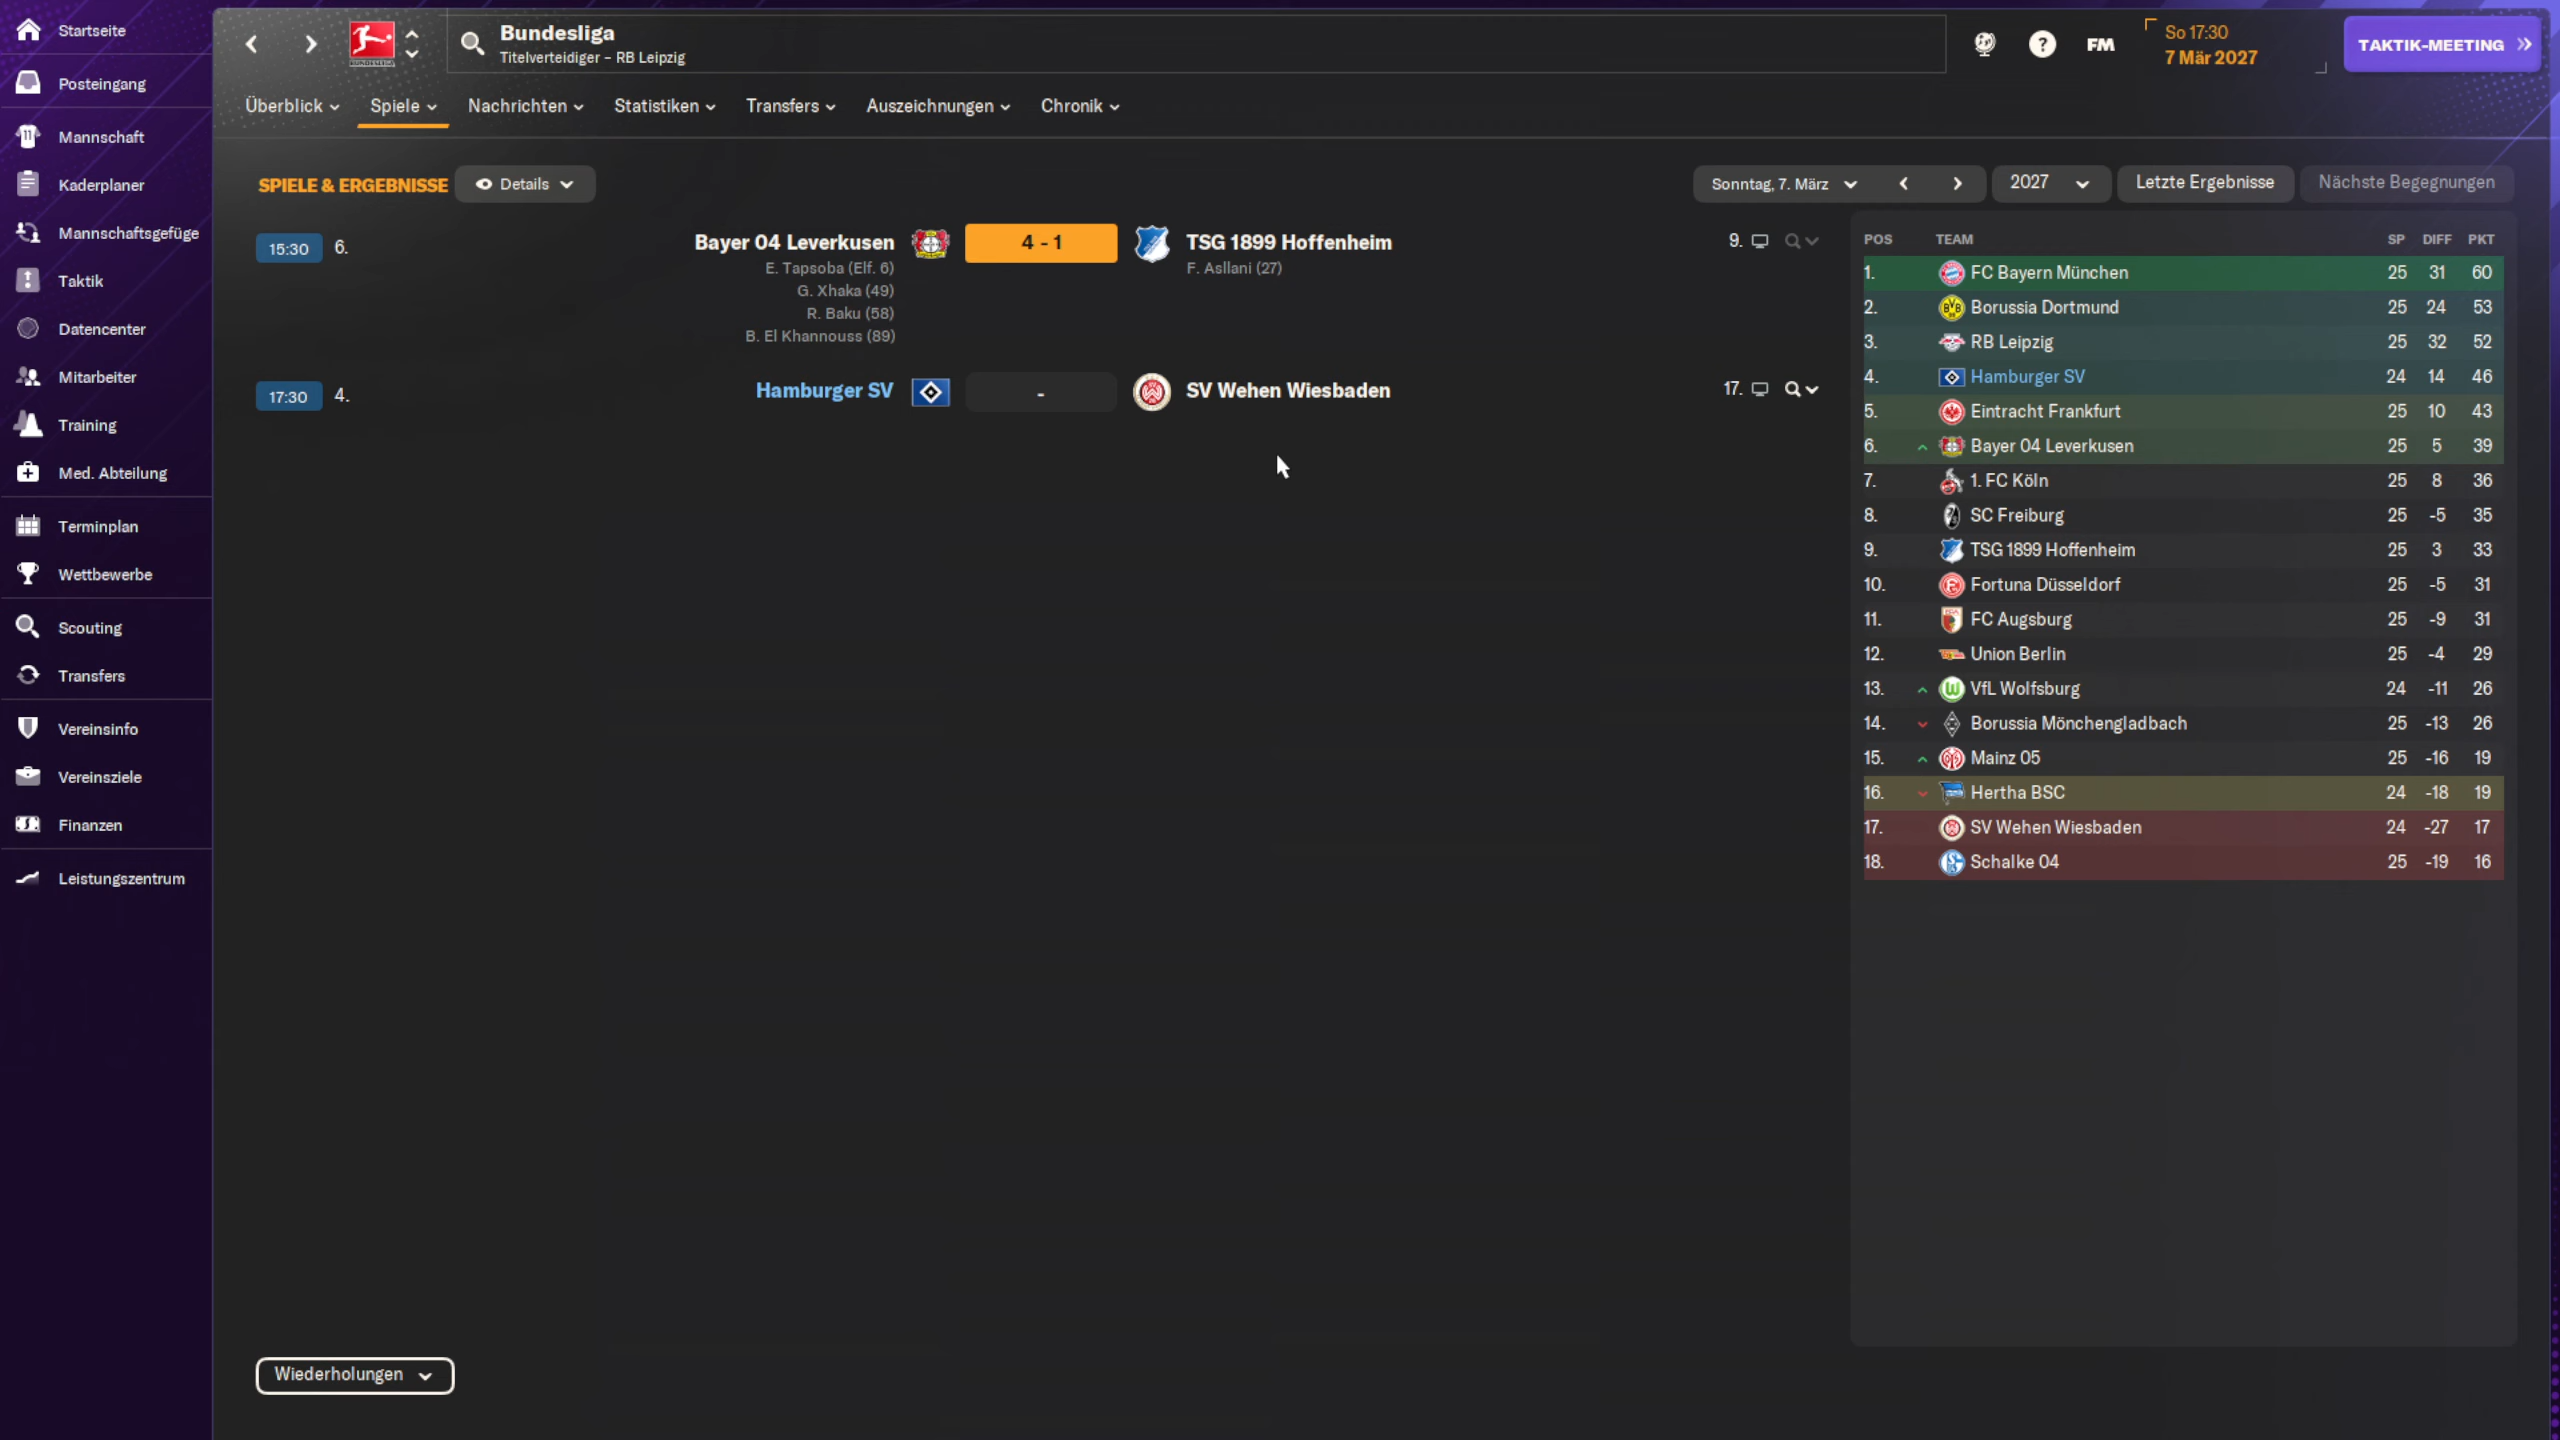 Startseite
Posteingang
Mannschaft
Kaderplaner
Mannschaftsgefüge
Taktik
Datencenter
Mitarbeiter
Training
Med. Abteilung
Terminplan
Wettbewerbe
Scouting
Transfers
Vereinsinfo
Vereinsziele
Finanzen
Leistungszentrum
Bundesliga
Titelverteidiger – RB Leipzig
FM
So 17:30
7 Mär 2027
TAKTIK-MEETING
Überblick Spiele Nachrichten Statistiken Transfers Auszeichnungen Chronik
SPIELE & ERGEBNISSE Details
Sonntag, 7. März 2027 Letzte Ergebnisse Nächste Begegnungen
15:30 6. Bayer 04 Leverkusen 4 - 1 TSG 1899 Hoffenheim 9.
E. Tapsoba (Elf. 6) F. Asllani (27)
G. Xhaka (49)
R. Baku (58)
B. El Khannouss (89)
17:30 4. Hamburger SV - SV Wehen Wiesbaden 17.
POS TEAM SP DIFF PKT
1. FC Bayern München 25 31 60
2. Borussia Dortmund 25 24 53
3. RB Leipzig 25 32 52
4. Hamburger SV 24 14 46
5. Eintracht Frankfurt 25 10 43
6. Bayer 04 Leverkusen 25 5 39
7. 1. FC Köln 25 8 36
8. SC Freiburg 25 -5 35
9. TSG 1899 Hoffenheim 25 3 33
10. Fortuna Düsseldorf 25 -5 31
11. FC Augsburg 25 -9 31
12. Union Berlin 25 -4 29
13. VfL Wolfsburg 24 -11 26
14. Borussia Mönchengladbach 25 -13 26
15. Mainz 05 25 -16 19
16. Hertha BSC 24 -18 19
17. SV Wehen Wiesbaden 24 -27 17
18. Schalke 04 25 -19 16
Wiederholungen